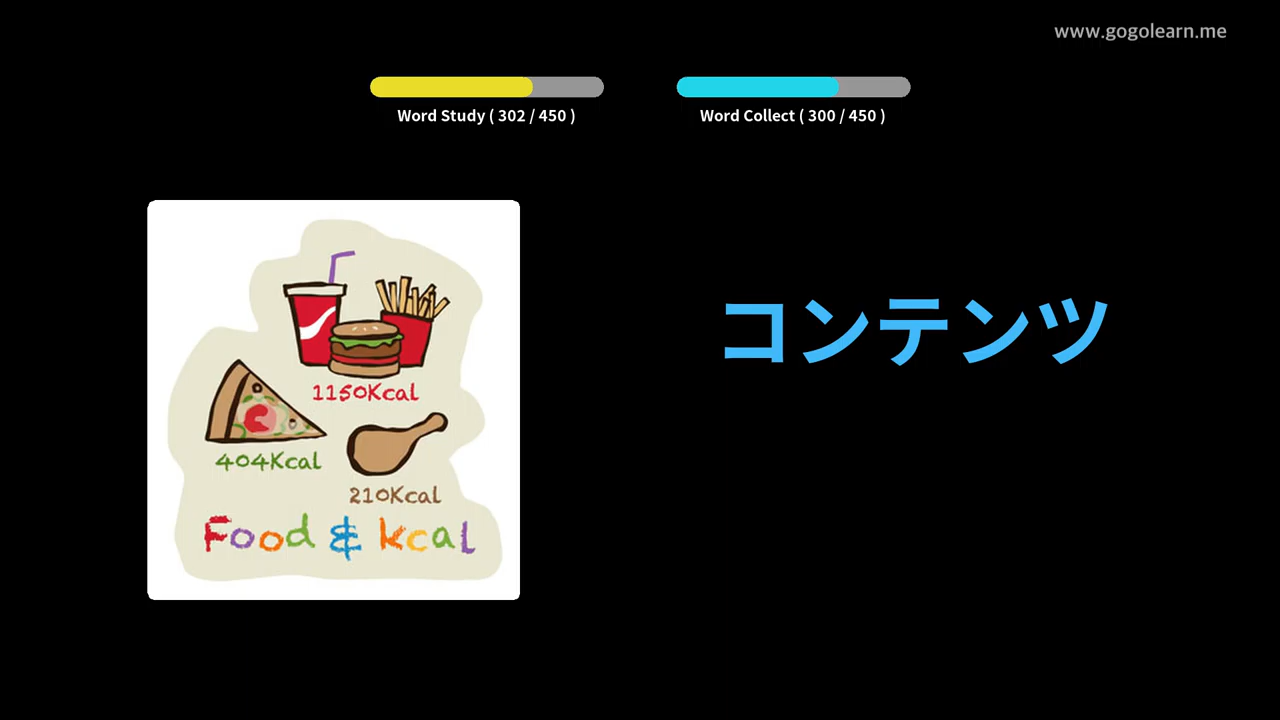 www.gogolearn.me
Word Study ( 302 / 450 )
Word Collect ( 300 / 450 )
1150Kcal
404Kcal
210Kcal
Food & kcal
コンテンツ